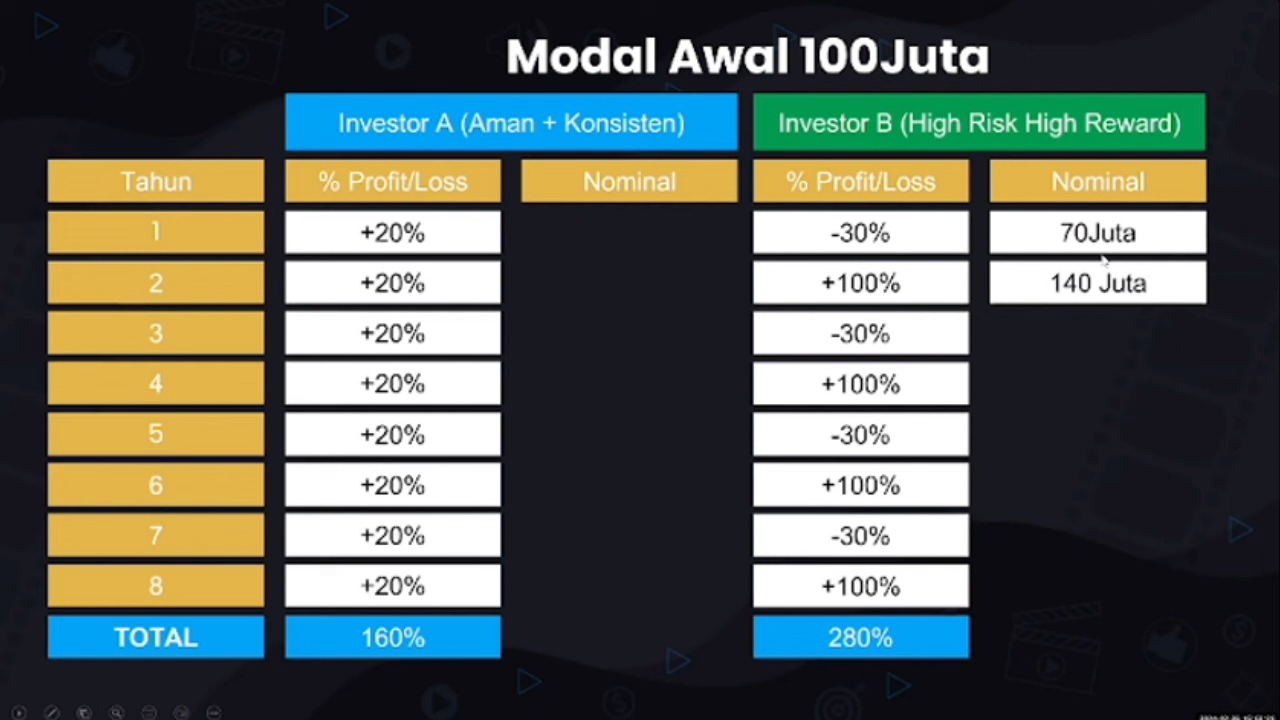 Modal Awal 100Juta
Investor A (Aman + Konsisten) Investor B (High Risk High Reward)
Tahun % Profit/Loss Nominal % Profit/Loss Nominal
1 +20% -30% 70Juta
2 +20% +100% 140 Juta
3 +20% -30%
4 +20% +100%
5 +20% -30%
6 +20% +100%
7 +20% -30%
8 +20% +100%
TOTAL 160% 280%